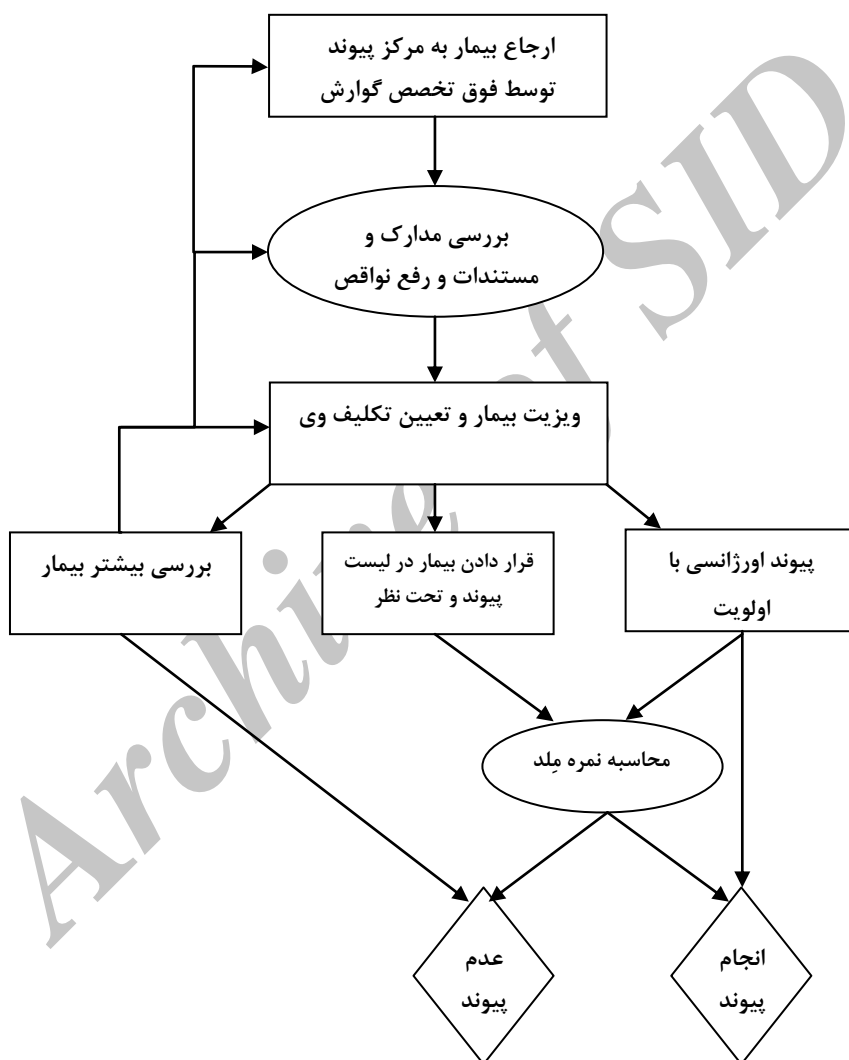 ارجاع بیمار به مرکز پیوند
توسط فوق تخصص گوارش
بررسی مدارک و
مستندات و رفع نواقص
ویزیت بیمار و تعیین تکلیف وی
پیوند اورژانسی با
اولویت
قرار دادن بیمار در لیست
پیوند و تحت نظر
بررسی بیشتر بیمار
محاسبه نمره مِلد
انجام
پیوند
عدم
پیوند
Archive of SID